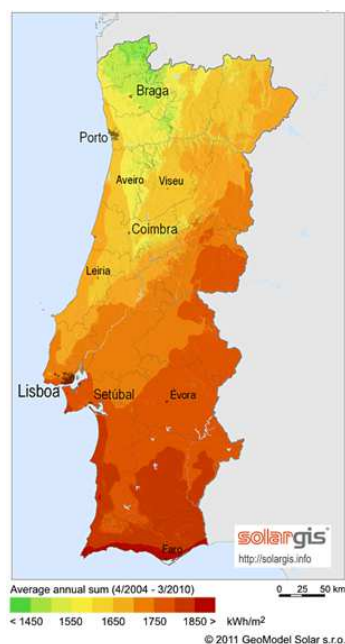 Braga
Porto
Aveiro Viseu
Coimbra
Leiria
Lisboa Setúbal Évora
Faro
solargis®
http://solargis.info
Average annual sum (4/2004 - 3/2010) 0 25 50 km
< 1450 1550 1650 1750 1850 > kWh/m²
© 2011 GeoModel Solar s.r.o.